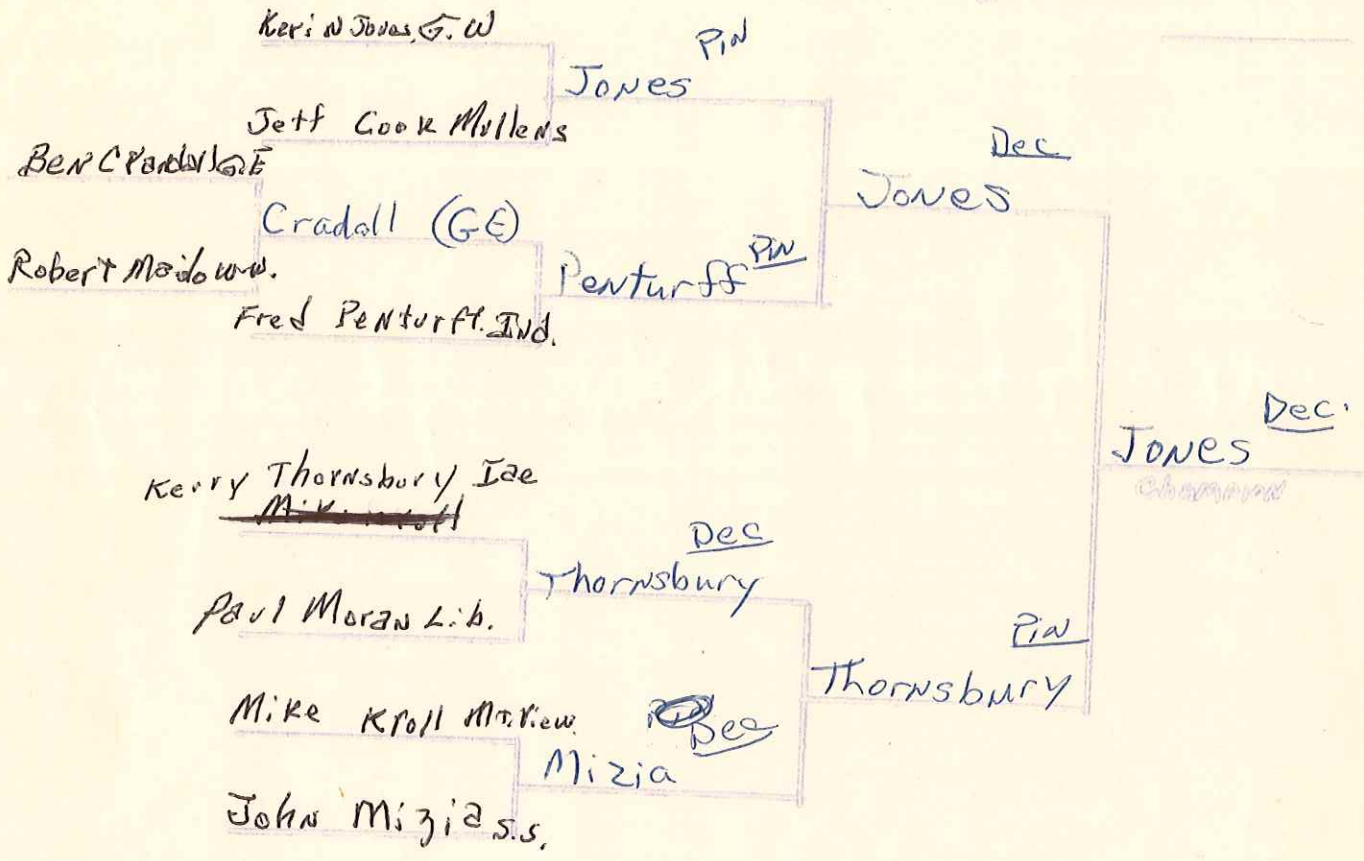 Kevin Jones, G.W
PIN
Jones
Jeff Cook Mullens
Dec
Ben Crandall GE
Jones
Cradall (GE)
PIN
Robert Maidow w.
Penturff
Fred Penturff. Ind.
Dec.
Jones
Champion
Kerry Thornsbury Iae
Dec
Thornsbury
Paul Moran Lib.
Pin
Thornsbury
Mike Kroll Mt. View
Dec
Mizia
John Mizia S.S.